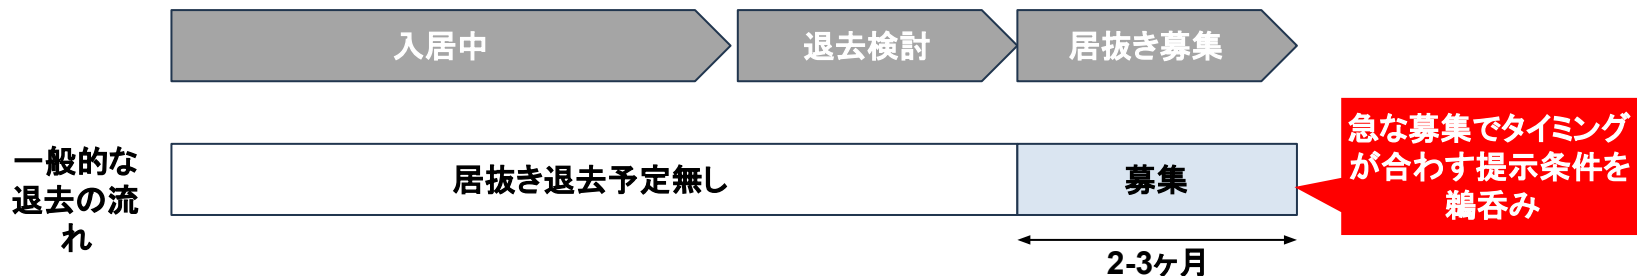 入居中
退去検討
居抜き募集
一般的な
退去の流
れ
居抜き退去予定無し
募集
急な募集でタイミング
が合わす提示条件を
鵜呑み
2-3ヶ月